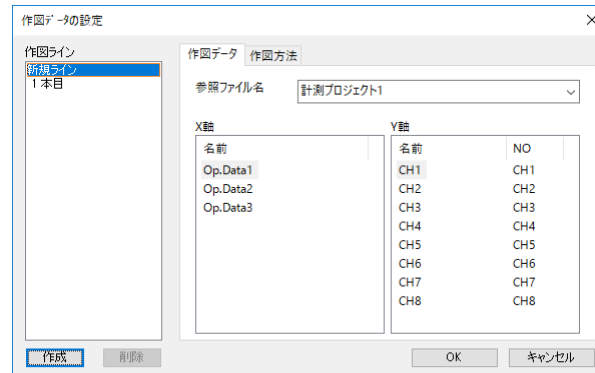 作図ﾃﾞｰﾀの設定
作図ライン
新規ライン
1本目
作図データ 作図方法
参照ファイル名 計測プロジェクト1
X軸 Y軸
名前 名前 NO
Op.Data1 CH1 CH1
Op.Data2 CH2 CH2
Op.Data3 CH3 CH3
CH4 CH4
CH5 CH5
CH6 CH6
CH7 CH7
CH8 CH8
作成 削除 OK キャンセル